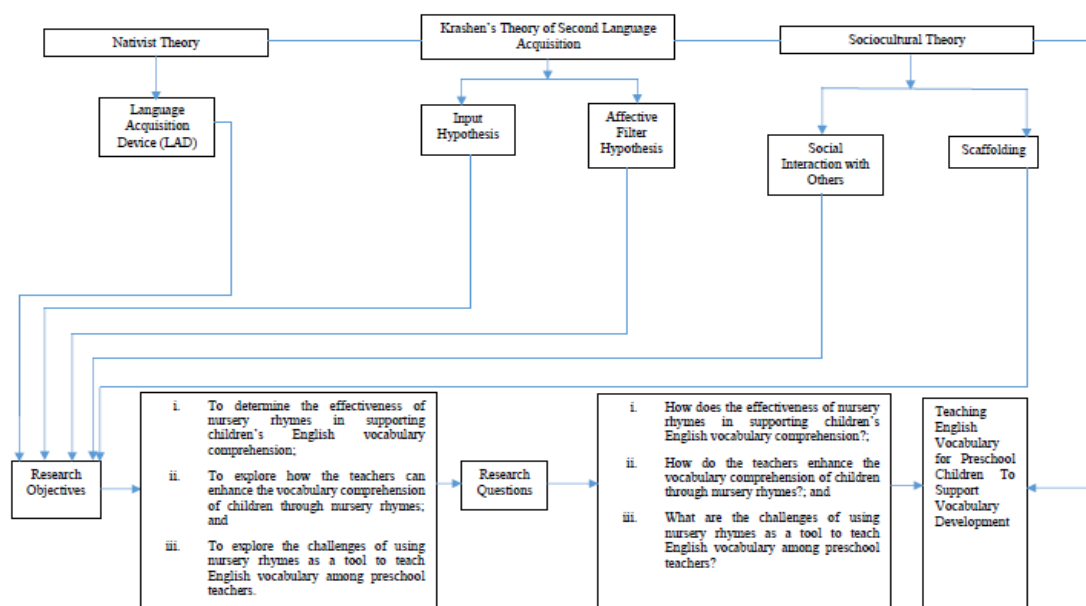 Nativist Theory
Krashen's Theory of Second Language
Acquisition
Sociocultural Theory
Language
Acquisition
Device (LAD)
Input
Hypothesis
Affective
Filter
Hypothesis
Social
Interaction with
Others
Scaffolding
Research
Objectives
i. To determine the effectiveness of
nursery rhymes in supporting
children's English vocabulary
comprehension;
ii. To explore how the teachers can
enhance the vocabulary comprehension
of children through nursery rhymes;
and
iii. To explore the challenges of using
nursery rhymes as a tool to teach
English vocabulary among preschool
teachers.
Research
Questions
i. How does the effectiveness of nursery
rhymes in supporting children's
English vocabulary comprehension?;
ii. How do the teachers enhance the
vocabulary comprehension of children
through nursery rhymes?; and
iii. What are the challenges of using
nursery rhymes as a tool to teach
English vocabulary among preschool
teachers?
Teaching
English
Vocabulary
for Preschool
Children To
Support
Vocabulary
Development